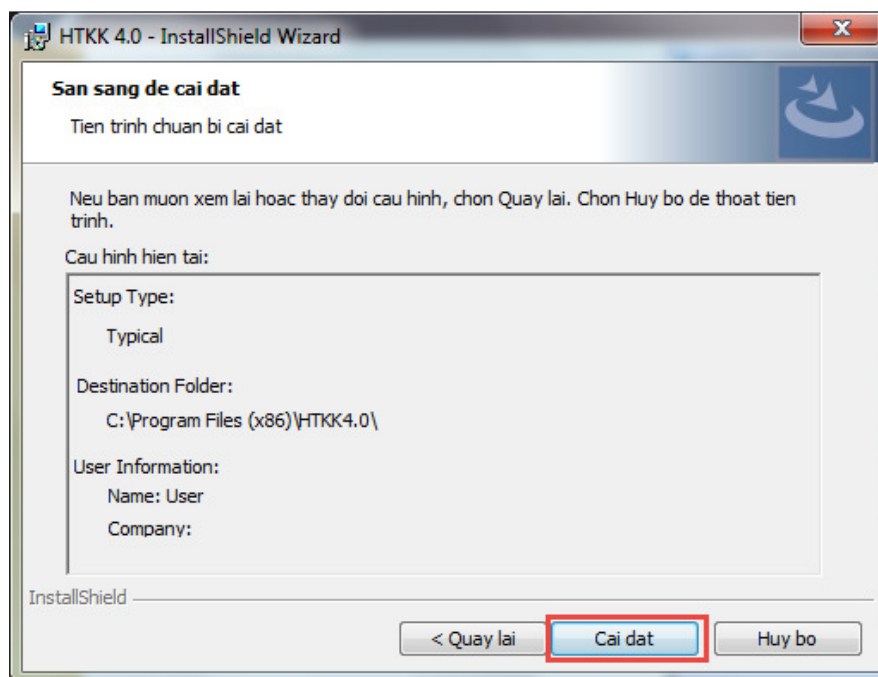 HTKK 4.0 - InstallShield Wizard
San sang de cai dat
Tien trinh chuan bi cai dat
Neu ban muon xem lai hoac thay doi cau hinh, chon Quay lai. Chon Huy bo de thoat tien
trinh.
Cau hinh hien tai:
Setup Type:
Typical
Destination Folder:
C:\Program Files (x86)\HTKK4.0\
User Information:
Name: User
Company:
InstallShield
< Quay lai Cai dat Huy bo